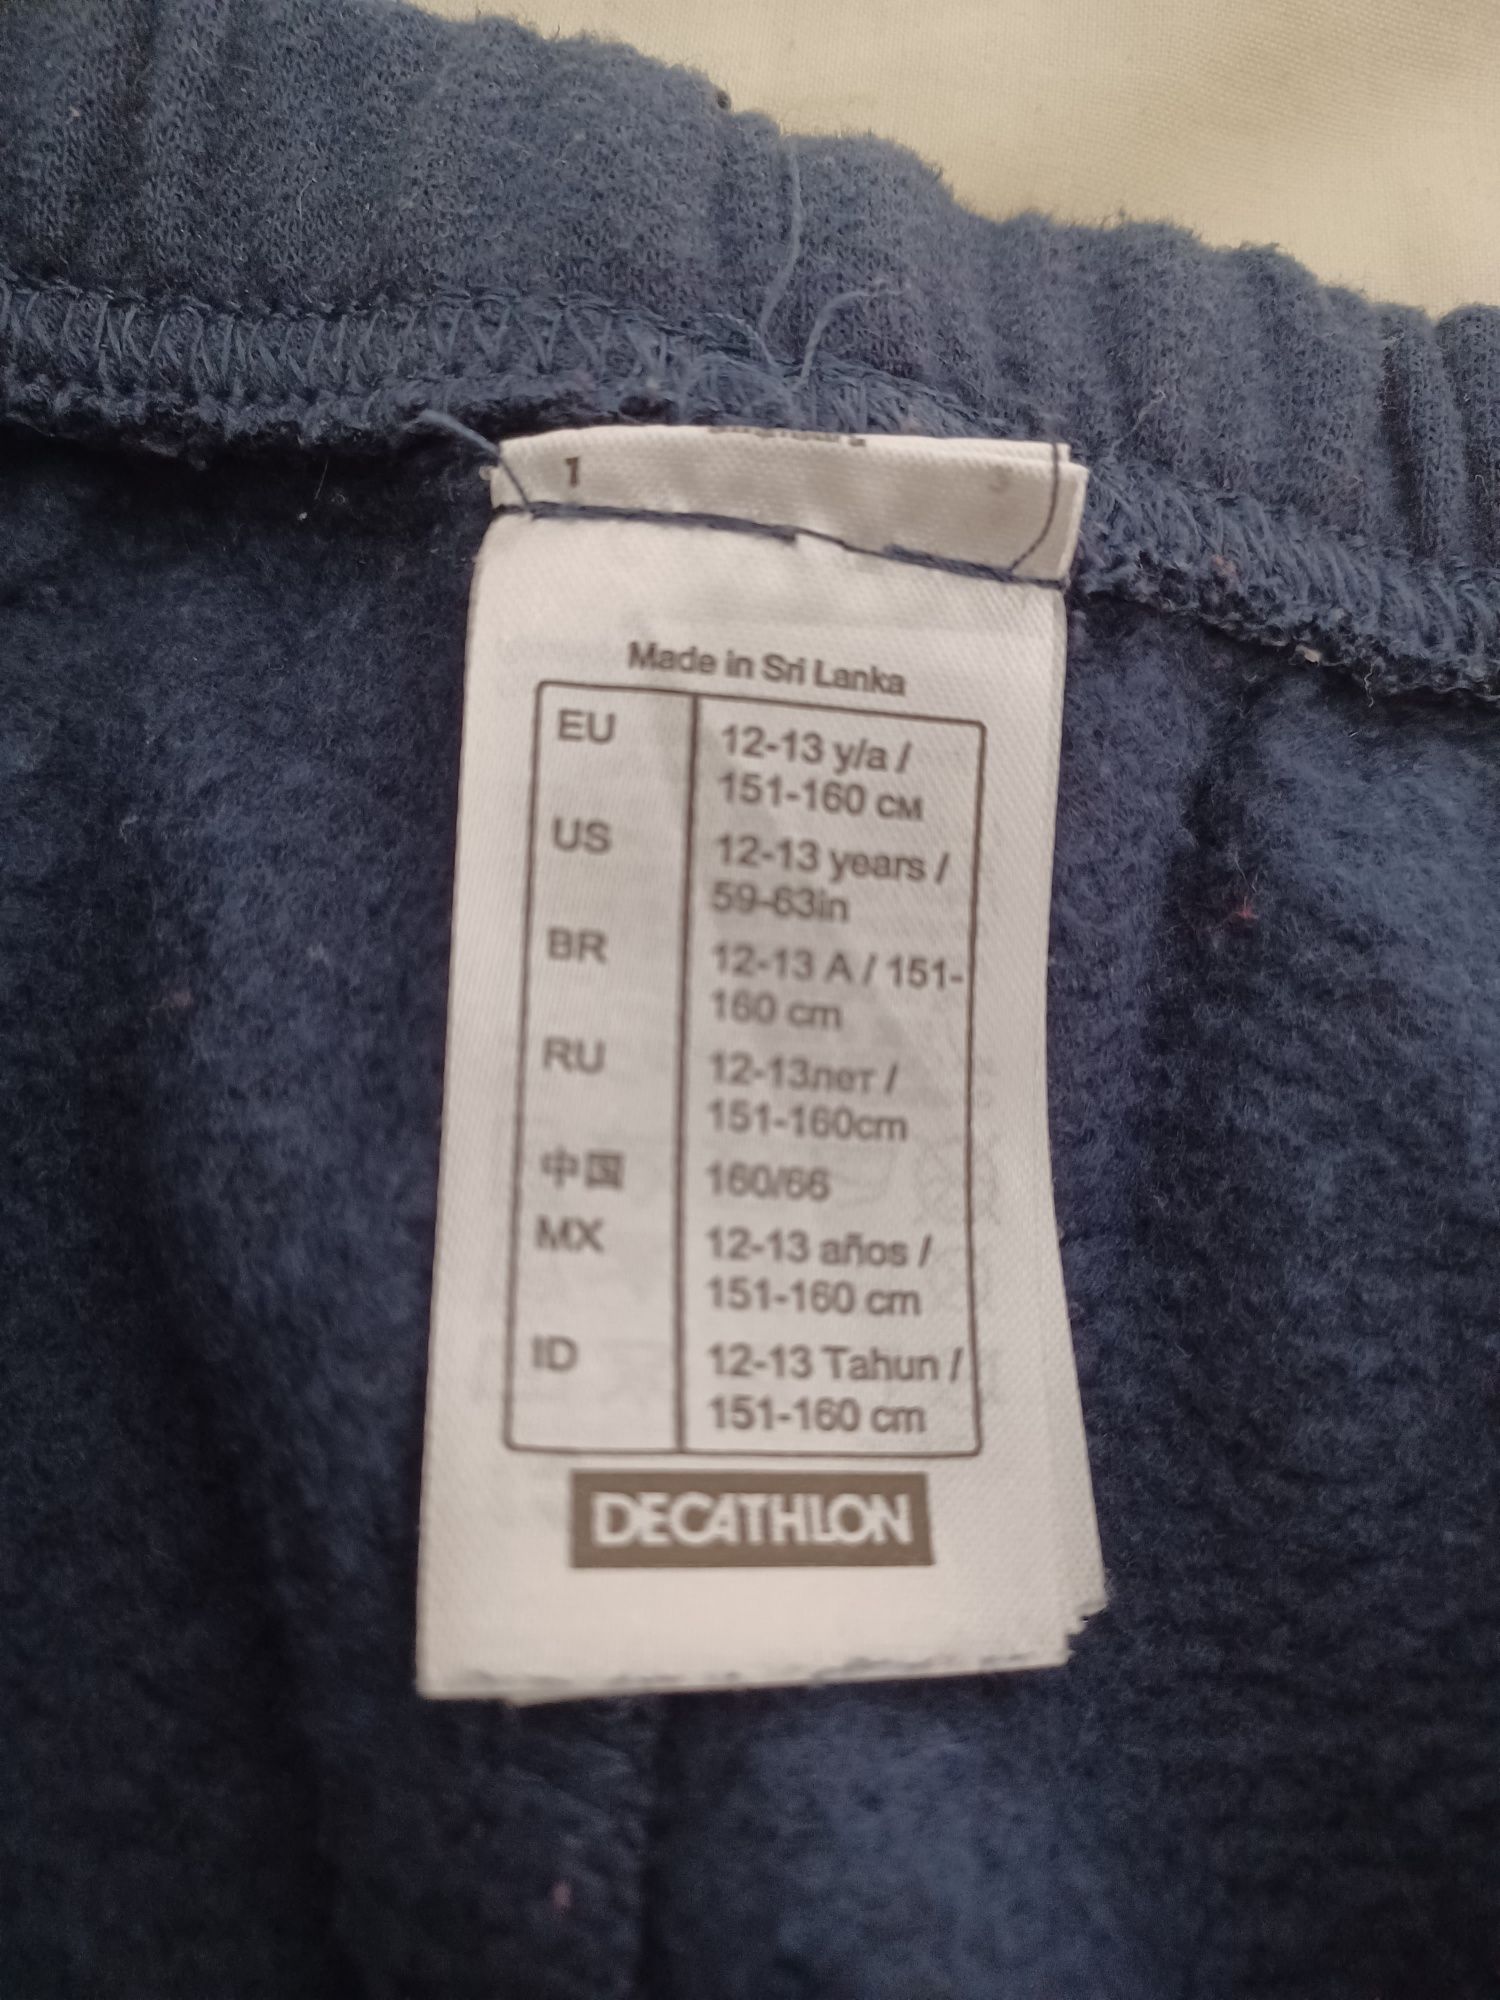 1
Made in Sri Lanka
EU 12-13 y/a /
151-160 см
US 12-13 years /
59-63in
BR 12-13 A / 151-
160 cm
RU 12-13лет /
151-160cm
中国 160/66
MX 12-13 años /
151-160 cm
ID 12-13 Tahun /
151-160 cm
DECATHLON